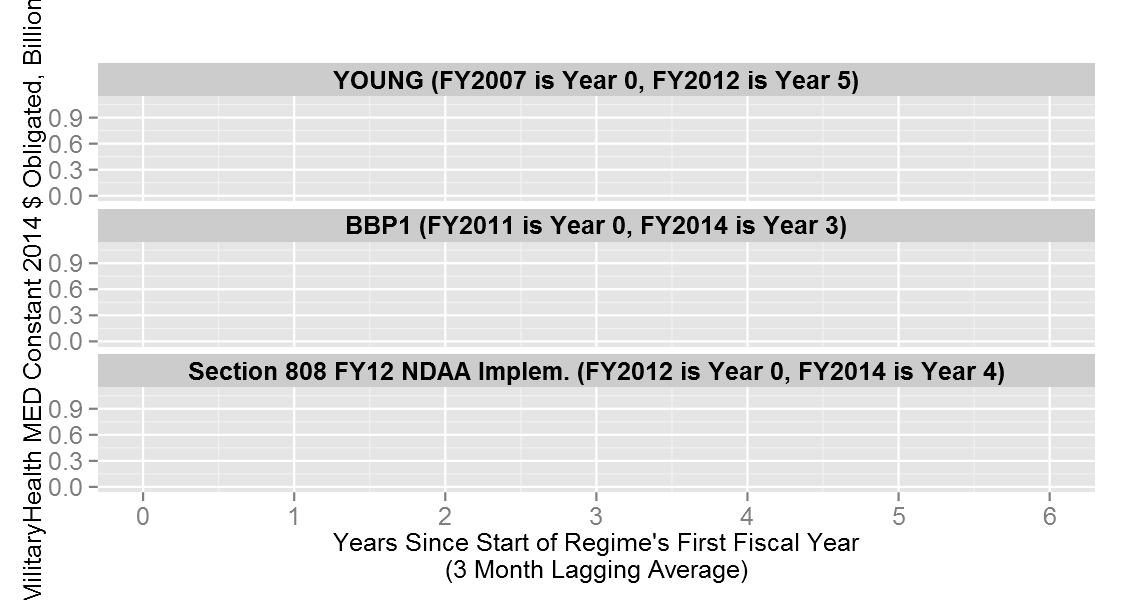 MilitaryHealth MED Constant 2014 $ Obligated, Billion
YOUNG (FY2007 is Year 0, FY2012 is Year 5)
0.9
0.6
0.3
0.0
BBP1 (FY2011 is Year 0, FY2014 is Year 3)
0.9
0.6
0.3
0.0
Section 808 FY12 NDAA Implem. (FY2012 is Year 0, FY2014 is Year 4)
0.9
0.6
0.3
0.0
0 1 2 3 4 5 6
Years Since Start of Regime's First Fiscal Year
(3 Month Lagging Average)